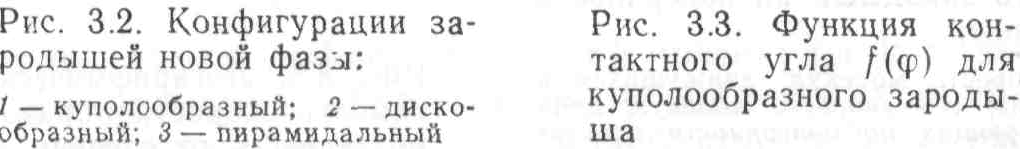 Рис. 3.2. Конфигурации за-
родышей новой фазы:
1 — куполообразный; 2 — диско-
образный; 3 — пирамидальный
Рис. 3.3. Функция кон-
тактного угла f(φ) для
куполообразного зароды-
ша